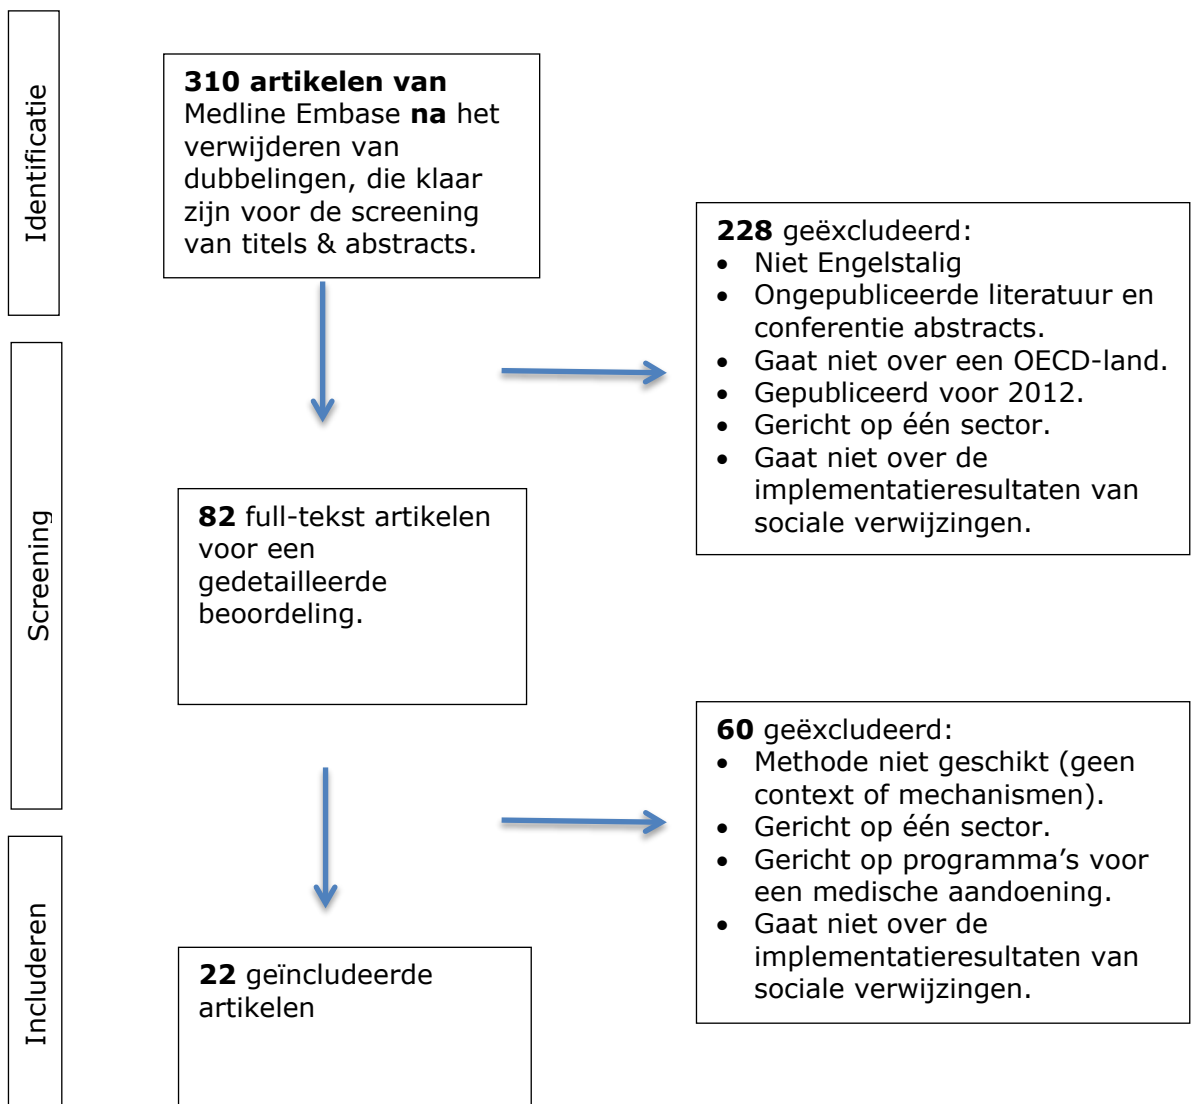 Identificatie
310 artikelen van
Medline Embase na het
verwijderen van
dubbelingen, die klaar
zijn voor de screening
van titels & abstracts.
228 geëxcludeerd:
• Niet Engelstalig
• Ongepubliceerde literatuur en
conferentie abstracts.
• Gaat niet over een OECD-land.
• Gepubliceerd voor 2012.
• Gericht op één sector.
• Gaat niet over de
implementatieresultaten van
sociale verwijzingen.
Screening
82 full-tekst artikelen
voor een
gedetailleerde
beoordeling.
60 geëxcludeerd:
• Methode niet geschikt (geen
context of mechanismen).
• Gericht op één sector.
• Gericht op programma’s voor
een medische aandoening.
• Gaat niet over de
implementatieresultaten van
sociale verwijzingen.
Includeren
22 geïncludeerde
artikelen